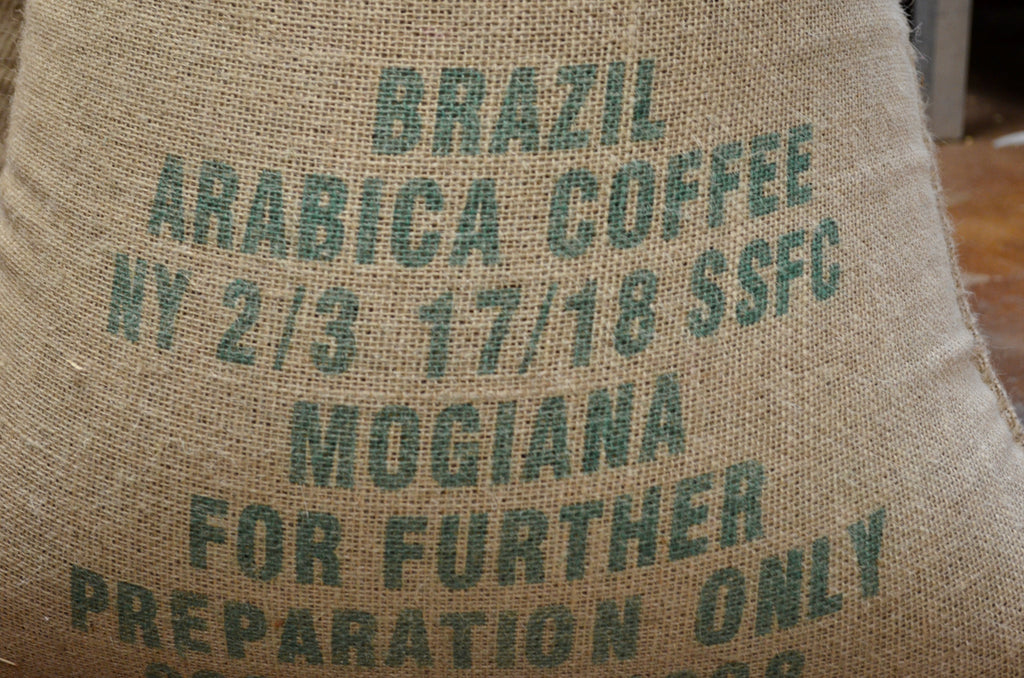 BRAZIL
ARABICA COFFEE
NY 2/3 17/18 SSFC
MOGIANA
FOR FURTHER
PREPARATION ONLY